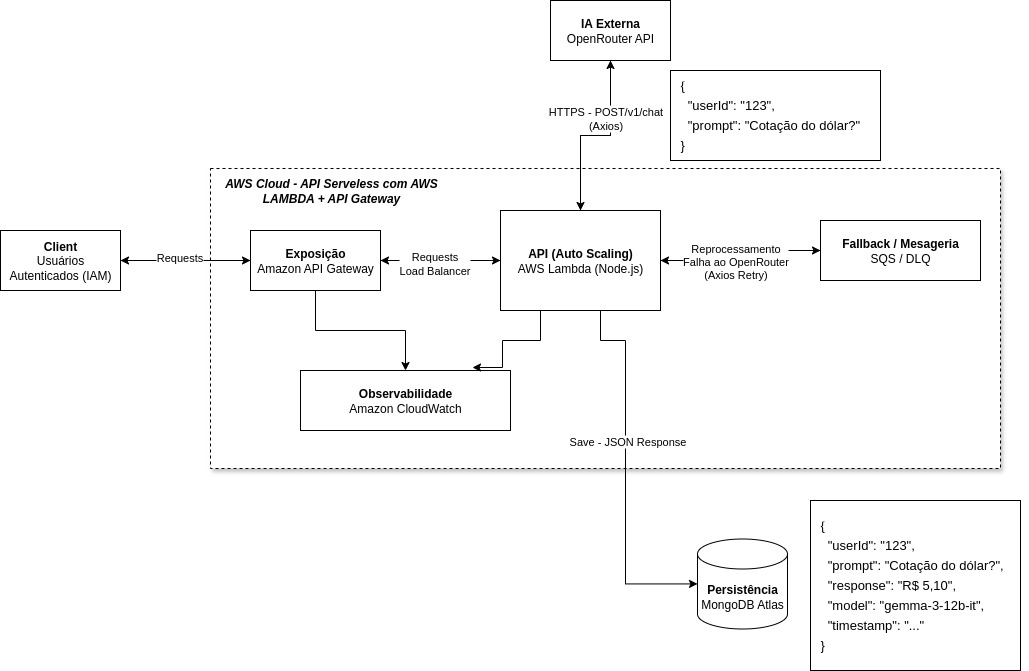 IA Externa
OpenRouter API
HTTPS - POST/v1/chat
(Axios)
{
"userId": "123",
"prompt": "Cotação do dólar?"
}
AWS Cloud - API Serveless com AWS
LAMBDA + API Gateway
Client
Usuários
Autenticados (IAM)
Requests
Exposição
Amazon API Gateway
Requests
Load Balancer
API (Auto Scaling)
AWS Lambda (Node.js)
Reprocessamento
Falha ao OpenRouter
(Axios Retry)
Fallback / Mesageria
SQS / DLQ
Observabilidade
Amazon CloudWatch
Save - JSON Response
Persistência
MongoDB Atlas
{
"userId": "123",
"prompt": "Cotação do dólar?",
"response": "R$ 5,10",
"model": "gemma-3-12b-it",
"timestamp": "..."
}